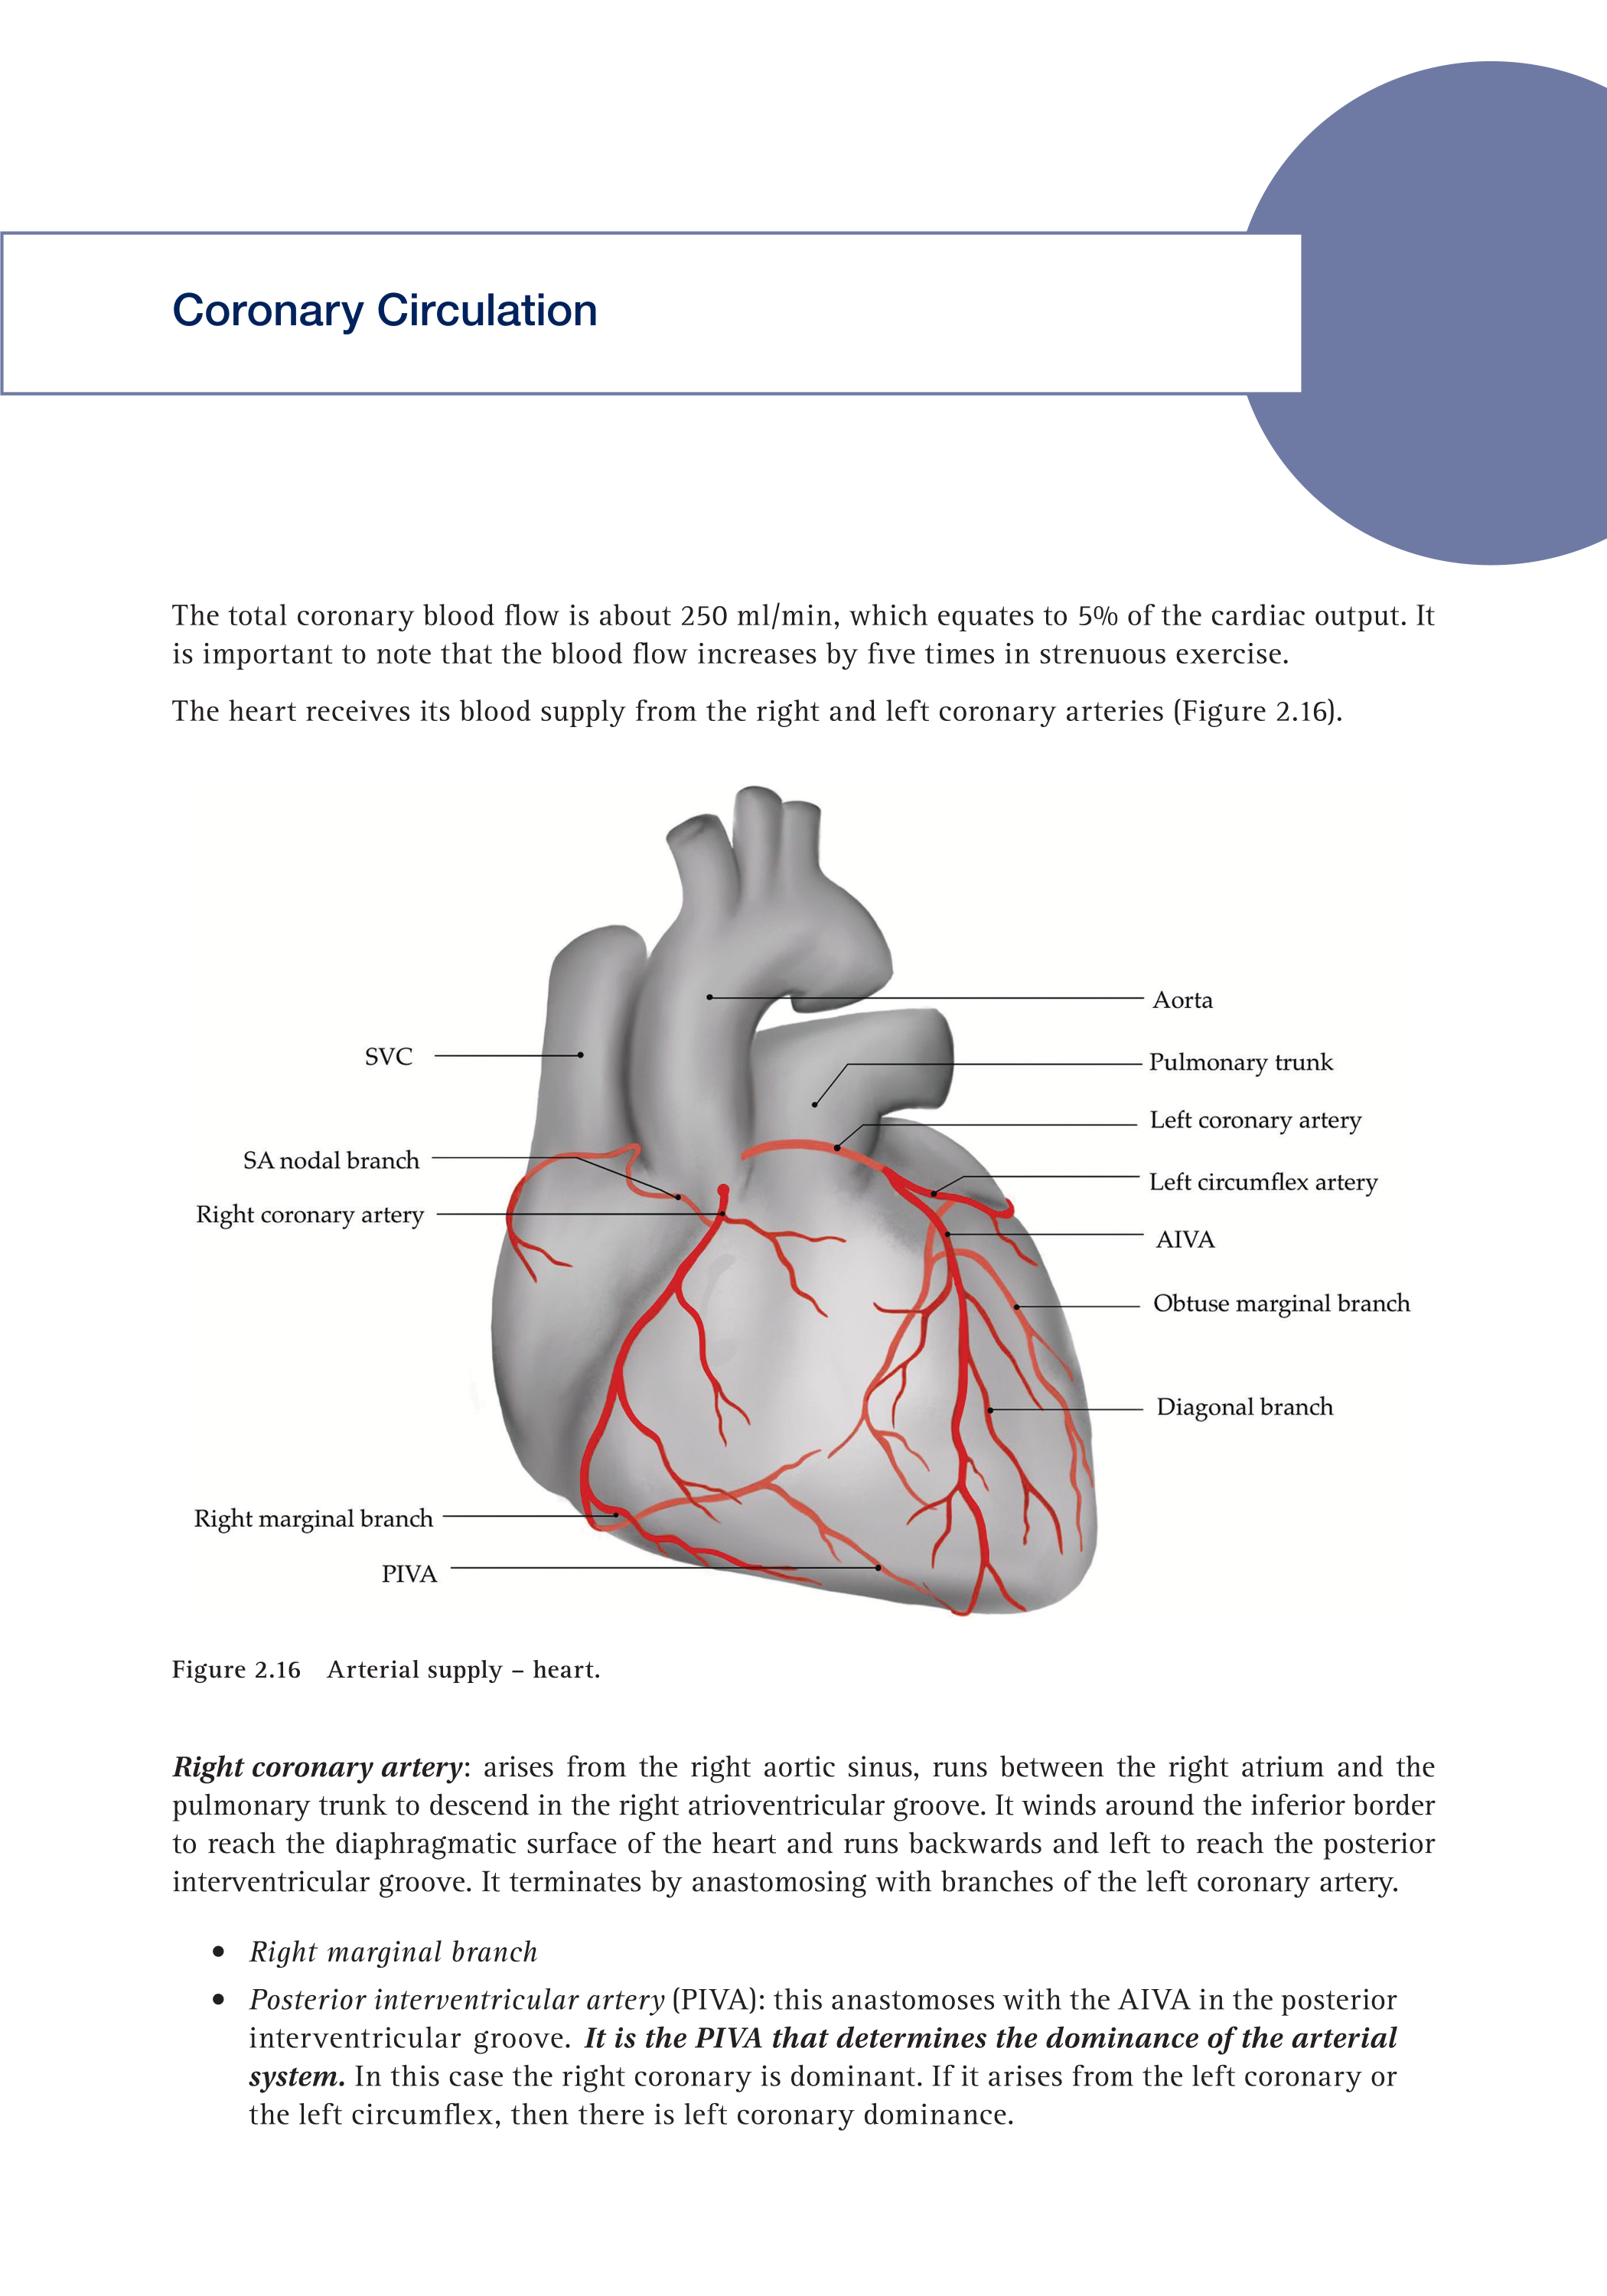 Coronary Circulation
The total coronary blood flow is about 250 ml/min, which equates to 5% of the cardiac output. It
is important to note that the blood flow increases by five times in strenuous exercise.
The heart receives its blood supply from the right and left coronary arteries (Figure 2.16).
Aorta
SVC
Pulmonary trunk
Left coronary artery
SA nodal branch
Left circumflex artery
Right coronary artery
AIVA
Obtuse marginal branch
Diagonal branch
Right marginal branch
PIVA
Figure 2.16 Arterial supply – heart.
Right coronary artery: arises from the right aortic sinus, runs between the right atrium and the
pulmonary trunk to descend in the right atrioventricular groove. It winds around the inferior border
to reach the diaphragmatic surface of the heart and runs backwards and left to reach the posterior
interventricular groove. It terminates by anastomosing with branches of the left coronary artery.
• Right marginal branch
• Posterior interventricular artery (PIVA): this anastomoses with the AIVA in the posterior
interventricular groove. It is the PIVA that determines the dominance of the arterial
system. In this case the right coronary is dominant. If it arises from the left coronary or
the left circumflex, then there is left coronary dominance.